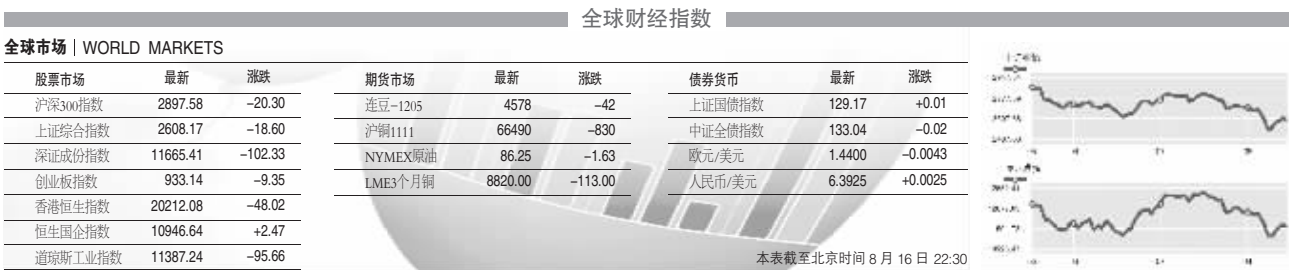 全球财经指数
全球市场 | WORLD MARKETS
股票市场 最新 涨跌
沪深300指数 2897.58 −20.30
上证综合指数 2608.17 −18.60
深证成份指数 11665.41 −102.33
创业板指数 933.14 −9.35
香港恒生指数 20212.08 −48.02
恒生国企指数 10946.64 +2.47
道琼斯工业指数 11387.24 −95.66
期货市场 最新 涨跌
连豆−1205 4578 −42
沪铜1111 66490 −830
NYMEX原油 86.25 −1.63
LME3个月铜 8820.00 −113.00
债券货币 最新 涨跌
上证国债指数 129.17 +0.01
中证全债指数 133.04 −0.02
欧元/美元 1.4400 −0.0043
人民币/美元 6.3925 +0.0025
本表截至北京时间 8 月 16 日 22:30